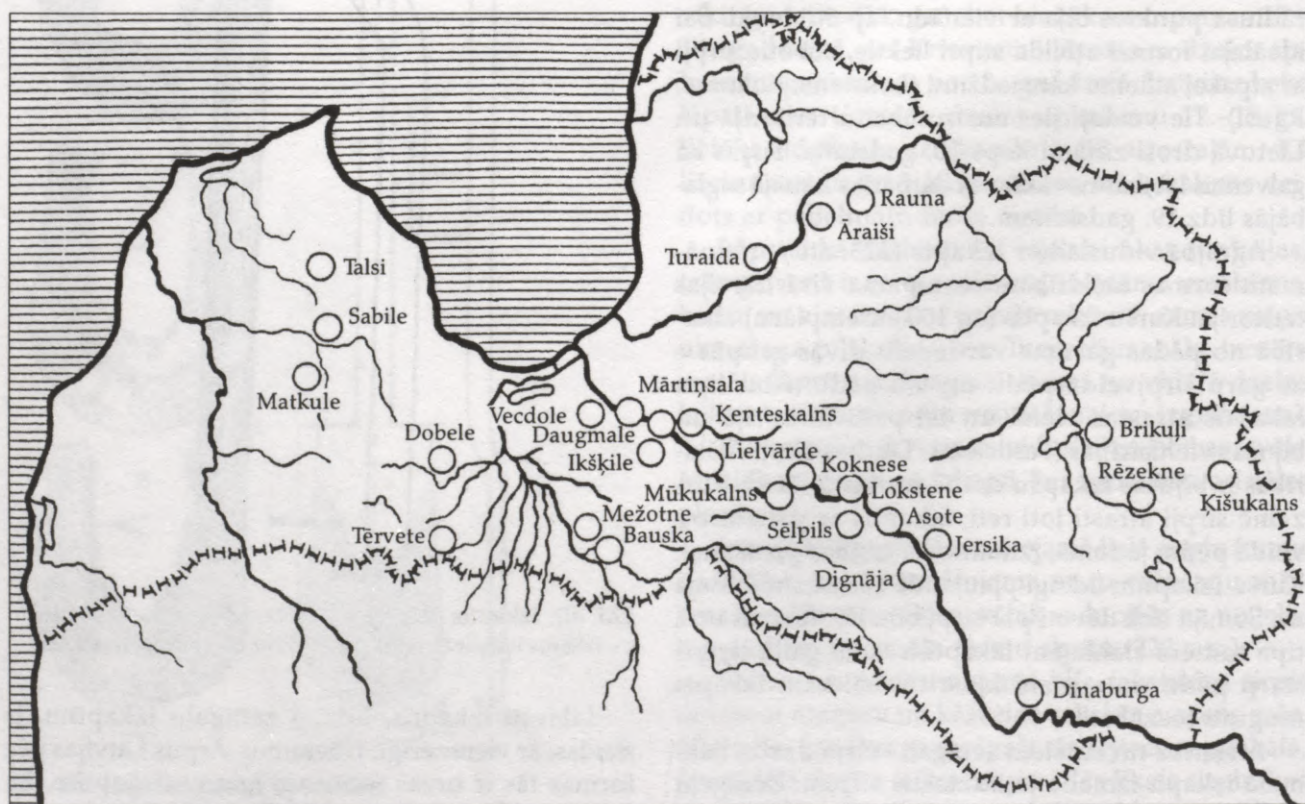 Rauna
Āraiši
Turaida
Talsi
Sabile
Matkule
Mārtiņsala
Vecdole
Ķenteskalns
Dobele
Daugmale
Brikuļi
Ikšķile
Lielvārde
Koknese
Rēzekne
Mūkukalns
Lokstene
Ķišukalns
Mežotne
Asote
Tērvete
Bauska
Sēlpils
Jersika
Dignāja
Dinaburga